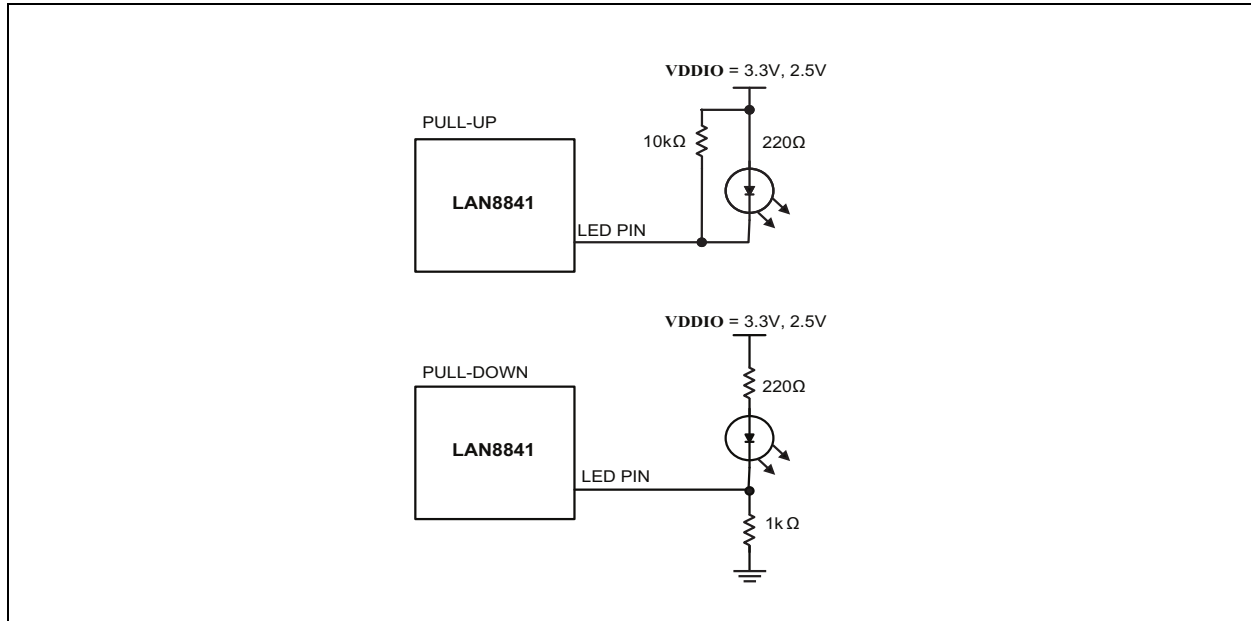 VDDIO = 3.3V, 2.5V
PULL-UP
10kΩ
220Ω
LAN8841
LED PIN
VDDIO = 3.3V, 2.5V
PULL-DOWN
220Ω
LAN8841
LED PIN
1kΩ